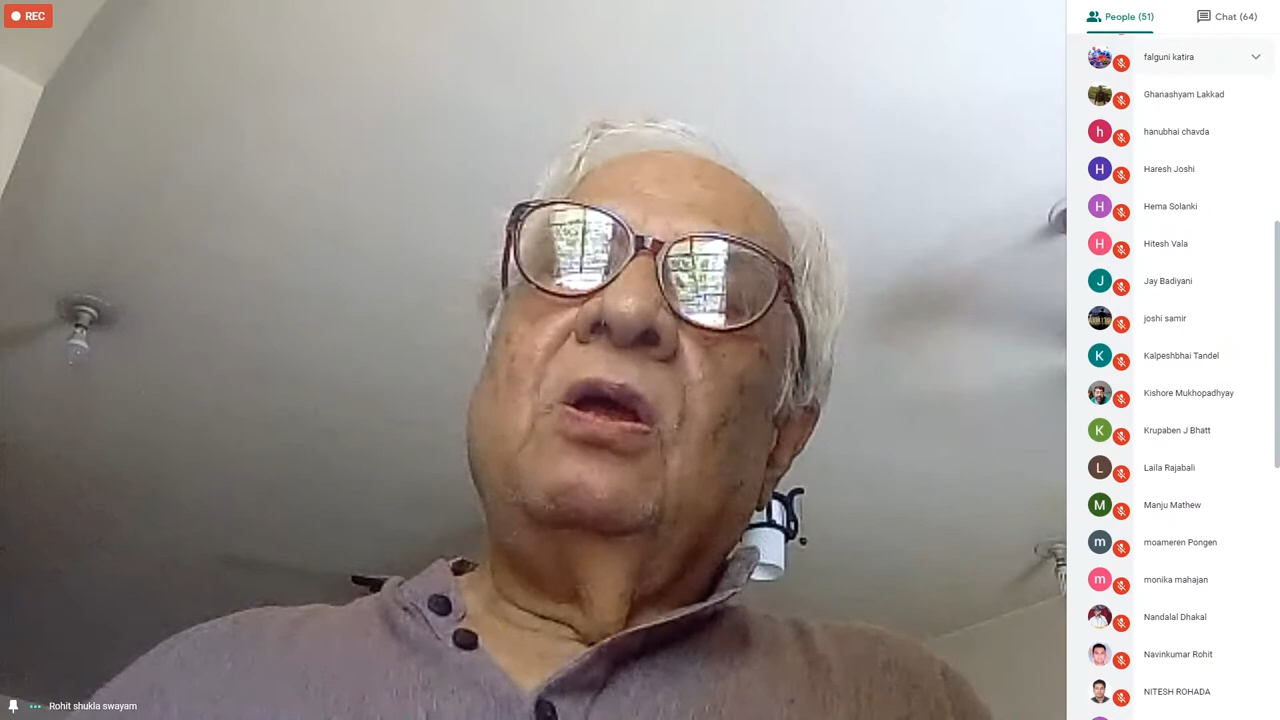 REC
People (51)
Chat (64)
falguni katira
Ghanashyam Lakkad
h
hanubhai chavda
H
Haresh Joshi
H
Hema Solanki
H
Hitesh Vala
J
Jay Badiyani
joshi samir
K
Kalpeshbhai Tandel
Kishore Mukhopadhyay
K
Krupaben J Bhatt
L
Laila Rajabali
M
Manju Mathew
m
moameren Pongen
m
monika mahajan
Nandalal Dhakal
Navinkumar Rohit
NITESH ROHADA
Rohit shukla swayam